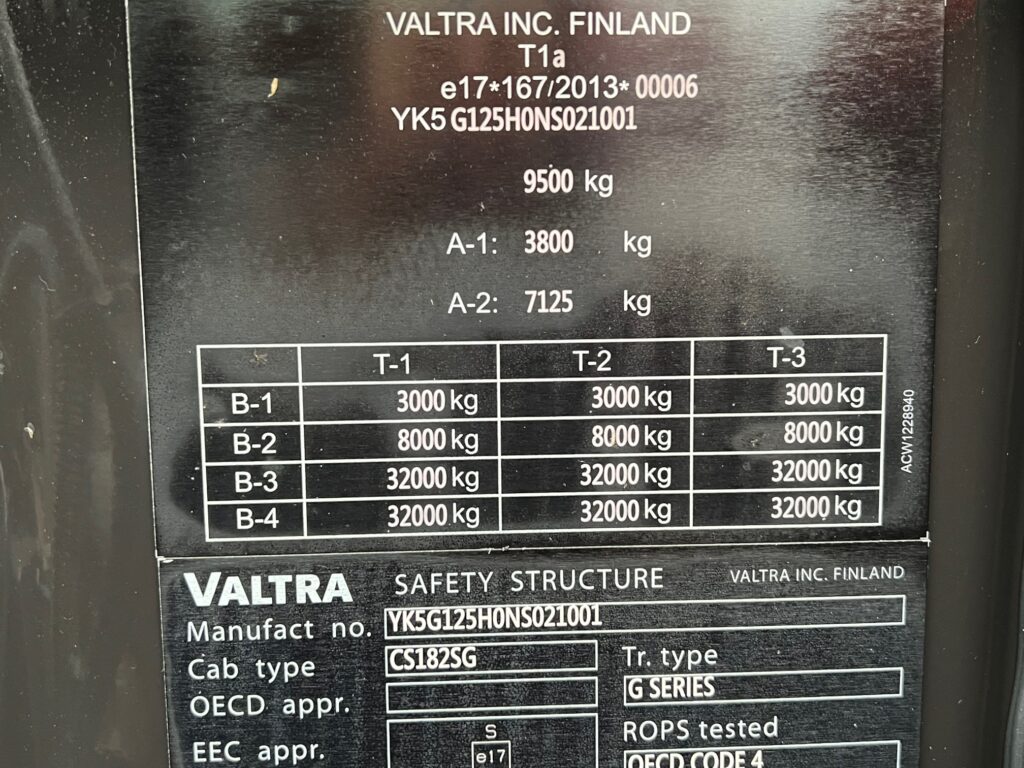 VALTRA INC. FINLAND
T1a
e17*167/2013*00006
YK5 G125H0NS021001
9500 kg
A-1: 3800 kg
A-2: 7125 kg
T-1 T-2 T-3
B-1 3000 kg 3000 kg 3000 kg
B-2 8000 kg 8000 kg 8000 kg
B-3 32000 kg 32000 kg 32000 kg
B-4 32000 kg 32000 kg 32000 kg
ACW1228940
VALTRA SAFETY STRUCTURE VALTRA INC. FINLAND
Manufact no. YK5G125H0NS021001
Cab type CS182SG Tr. type
OECD appr. G SERIES
S ROPS tested
EEC appr. e17 OECD CODE 4